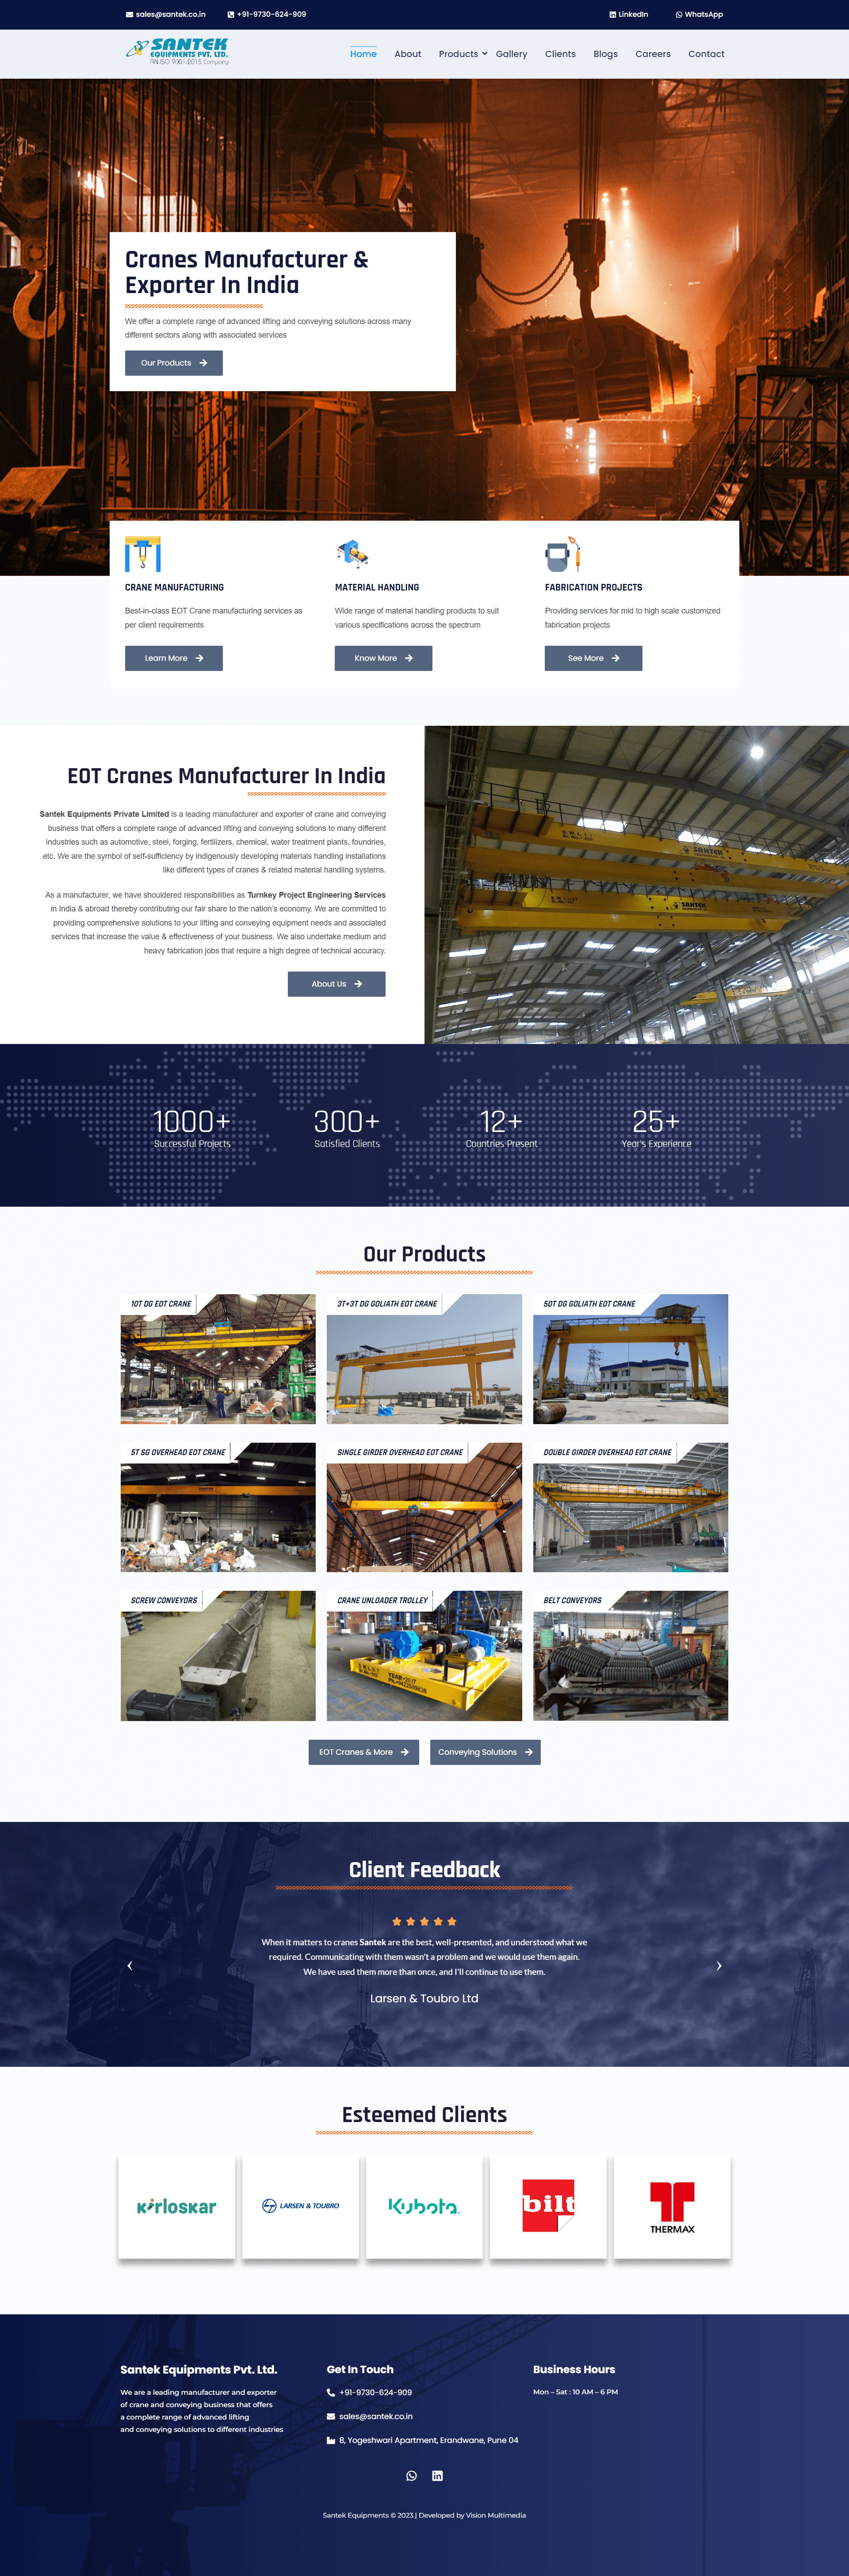 sales@santek.co.in
+91-9730-624-909
LinkedIn
WhatsApp
SANTEK
EQUIPMENTS PVT. LTD.
AN ISO 9001:2015 Company
Home
About
Products
Gallery
Clients
Blogs
Careers
Contact
Cranes Manufacturer &
Exporter In India
We offer a complete range of advanced lifting and conveying solutions across many
different sectors along with associated services
Our Products
CRANE MANUFACTURING
Best-in-class EOT Crane manufacturing services as
per client requirements
Learn More
MATERIAL HANDLING
Wide range of material handling products to suit
various specifications across the spectrum
Know More
FABRICATION PROJECTS
Providing services for mid to high scale customized
fabrication projects
See More
EOT Cranes Manufacturer In India
Santek Equipments Private Limited is a leading manufacturer and exporter of crane and conveying
business that offers a complete range of advanced lifting and conveying solutions to many different
industries such as automotive, steel, forging, fertilizers, chemical, water treatment plants, foundries,
etc. We are the symbol of self-sufficiency by indigenously developing materials handling installations
like different types of cranes & related material handling systems.
As a manufacturer, we have shouldered responsibilities as Turnkey Project Engineering Services
in India & abroad thereby contributing our fair share to the nation's economy. We are committed to
providing comprehensive solutions to your lifting and conveying equipment needs and associated
services that increase the value & effectiveness of your business. We also undertake medium and
heavy fabrication jobs that require a high degree of technical accuracy.
About Us
SANTEK
SANTEK
1000+
Successful Projects
300+
Satisfied Clients
12+
Countries Present
25+
Year's Experience
Our Products
10T DG EOT CRANE
3T+3T DG GOLIATH EOT CRANE
50T DG GOLIATH EOT CRANE
5T SG OVERHEAD EOT CRANE
SINGLE GIRDER OVERHEAD EOT CRANE
DOUBLE GIRDER OVERHEAD EOT CRANE
SCREW CONVEYORS
CRANE UNLOADER TROLLEY
YEAR-2017
BELT CONVEYORS
EOT Cranes & More
Conveying Solutions
Client Feedback
When it matters to cranes Santek are the best, well-presented, and understood what we
required. Communicating with them wasn't a problem and we would use them again.
We have used them more than once, and I'll continue to use them.
Larsen & Toubro Ltd
Esteemed Clients
kirloskar
LARSEN & TOUBRO
Kubota
bilt
THERMAX
Santek Equipments Pvt. Ltd.
We are a leading manufacturer and exporter
of crane and conveying business that offers
a complete range of advanced lifting
and conveying solutions to different industries
Get In Touch
+91-9730-624-909
sales@santek.co.in
8, Yogeshwari Apartment, Erandwane, Pune 04
Business Hours
Mon – Sat : 10 AM – 6 PM
Santek Equipments © 2023 | Developed by Vision Multimedia